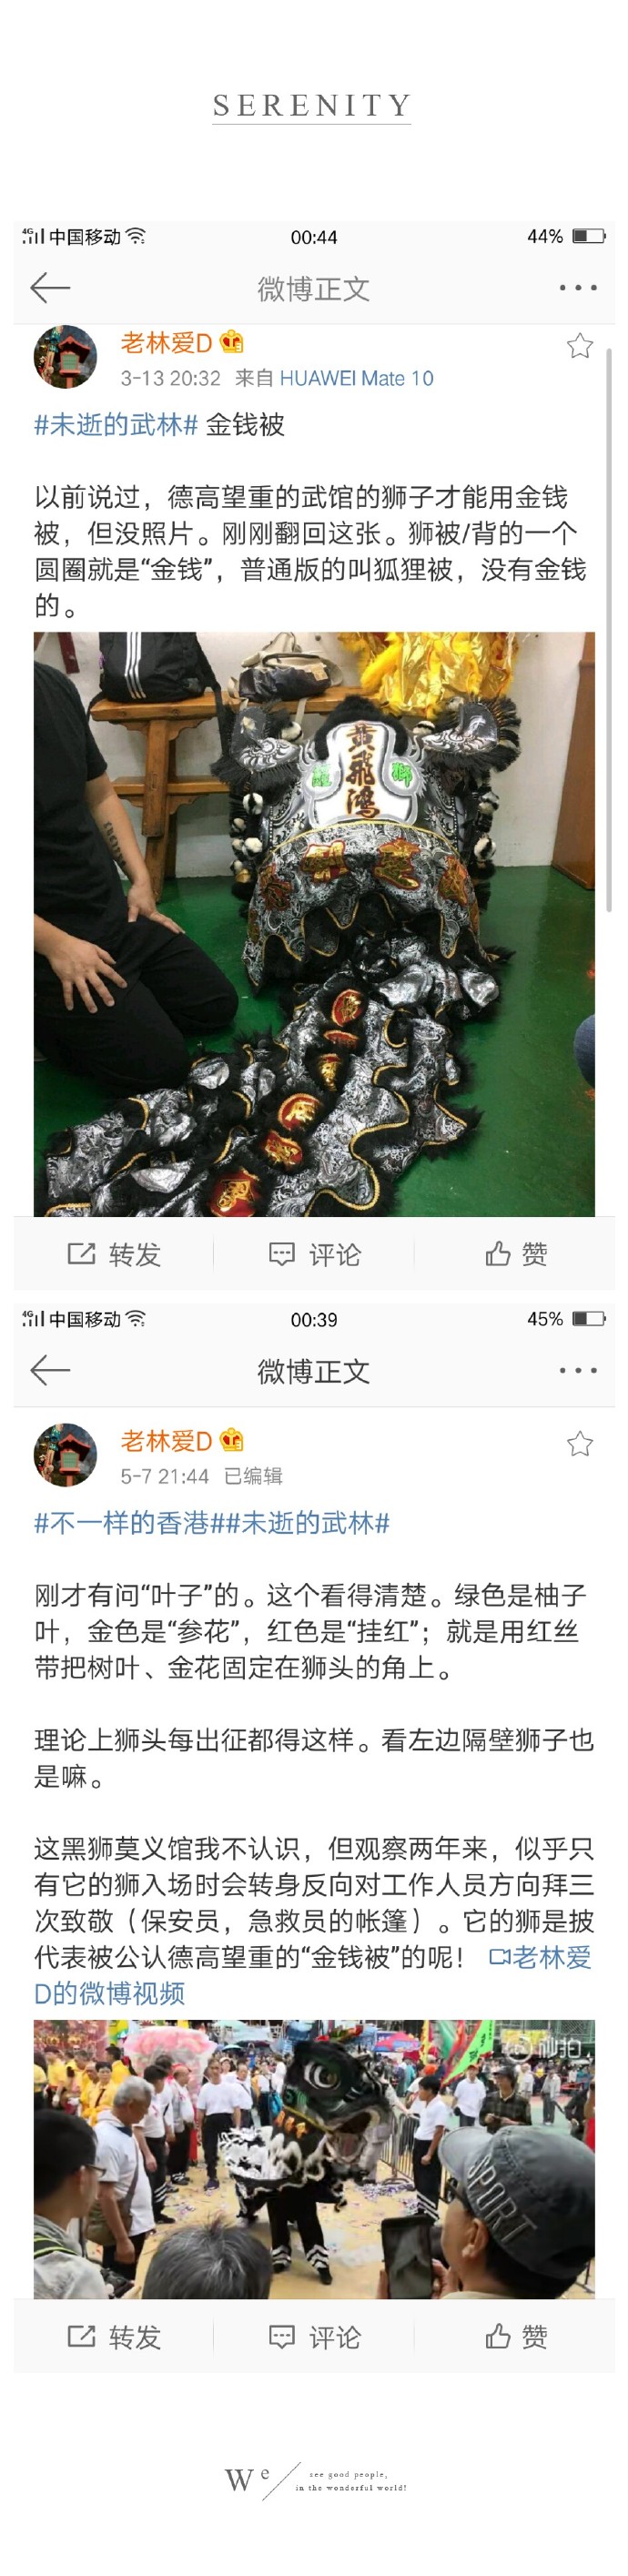 SERENITY
4G 中国移动 00:44 44%
微博正文
老林爱D
3-13 20:32 来自 HUAWEI Mate 10
#未逝的武林# 金钱被
以前说过，德高望重的武馆的狮子才能用金钱
被，但没照片。刚刚翻回这张。狮被/背的一个
圆圈就是“金钱”，普通版的叫狐狸被，没有金钱
的。
黄飛鸿
獅
转发 评论 赞
4G 中国移动 00:39 45%
微博正文
老林爱D
5-7 21:44 已编辑
#不一样的香港##未逝的武林#
刚才有问“叶子”的。这个看得清楚。绿色是柚子
叶，金色是“参花”，红色是“挂红”；就是用红丝
带把树叶、金花固定在狮头的角上。
理论上狮头每出征都得这样。看左边隔壁狮子也
是嘛。
这黑狮莫义馆我不认识，但观察两年来，似乎只
有它的狮入场时会转身反向对工作人员方向拜三
次致敬（保安员，急救员的帐篷）。它的狮是披
代表被公认德高望重的“金钱被”的呢！ 老林爱
D的微博视频
秒拍
SPORT
转发 评论 赞
We
see good people,
in the wonderful world!